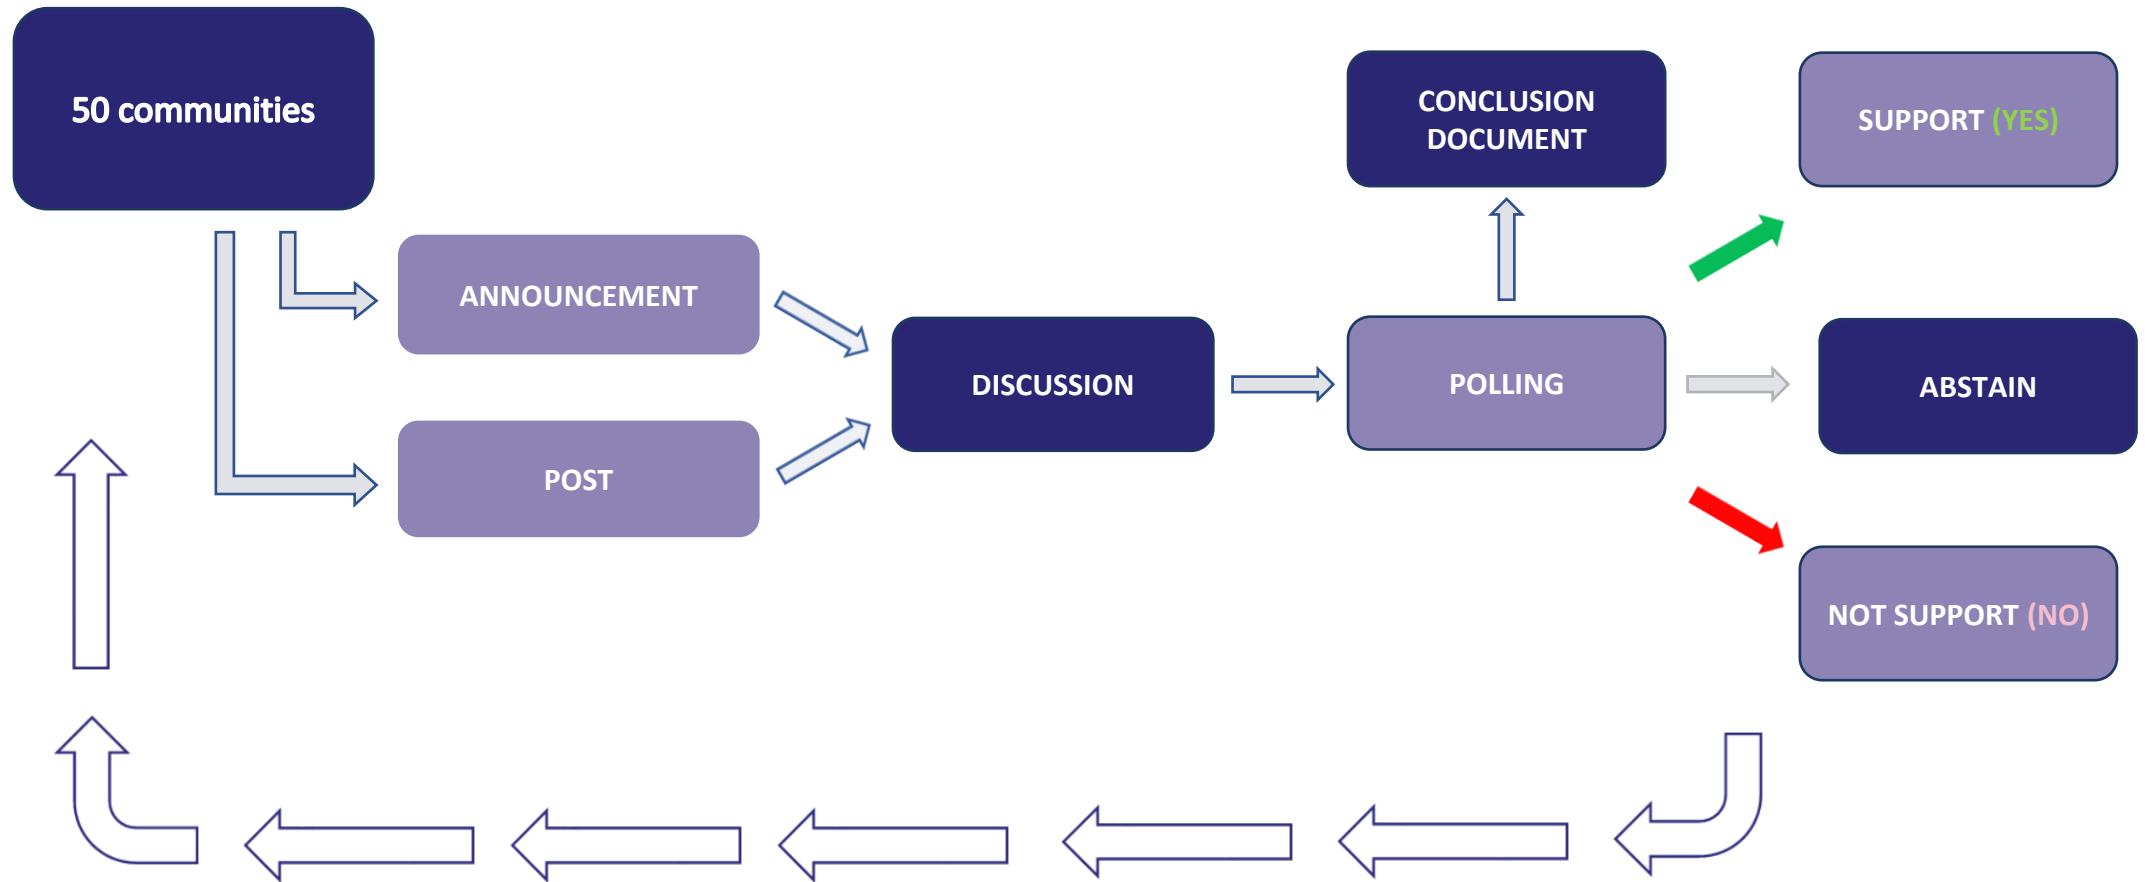 50 communities
ANNOUNCEMENT
POST
DISCUSSION
CONCLUSION
DOCUMENT
POLLING
SUPPORT (YES)
ABSTAIN
NOT SUPPORT (NO)